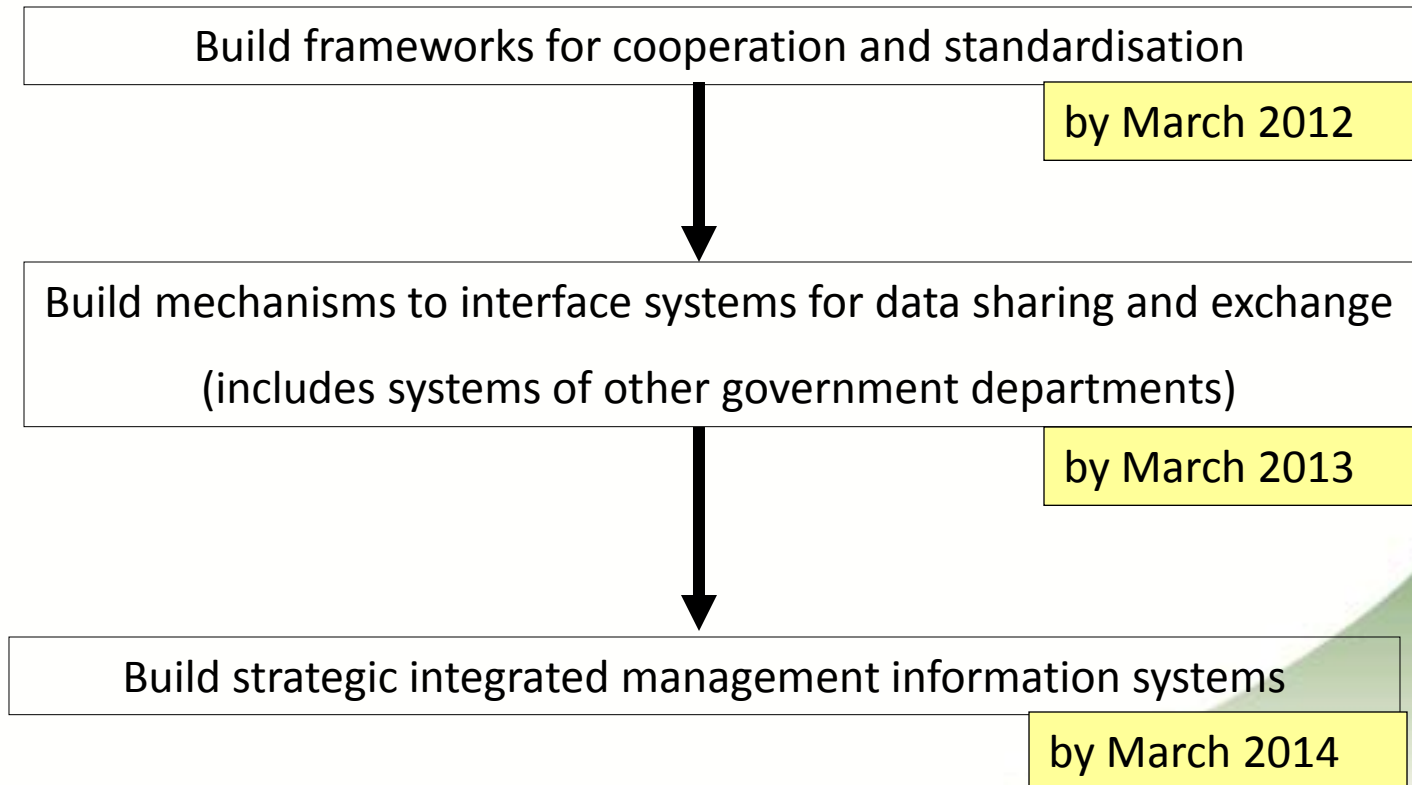 Build frameworks for cooperation and standardisation
by March 2012
Build mechanisms to interface systems for data sharing and exchange
(includes systems of other government departments)
by March 2013
Build strategic integrated management information systems
by March 2014